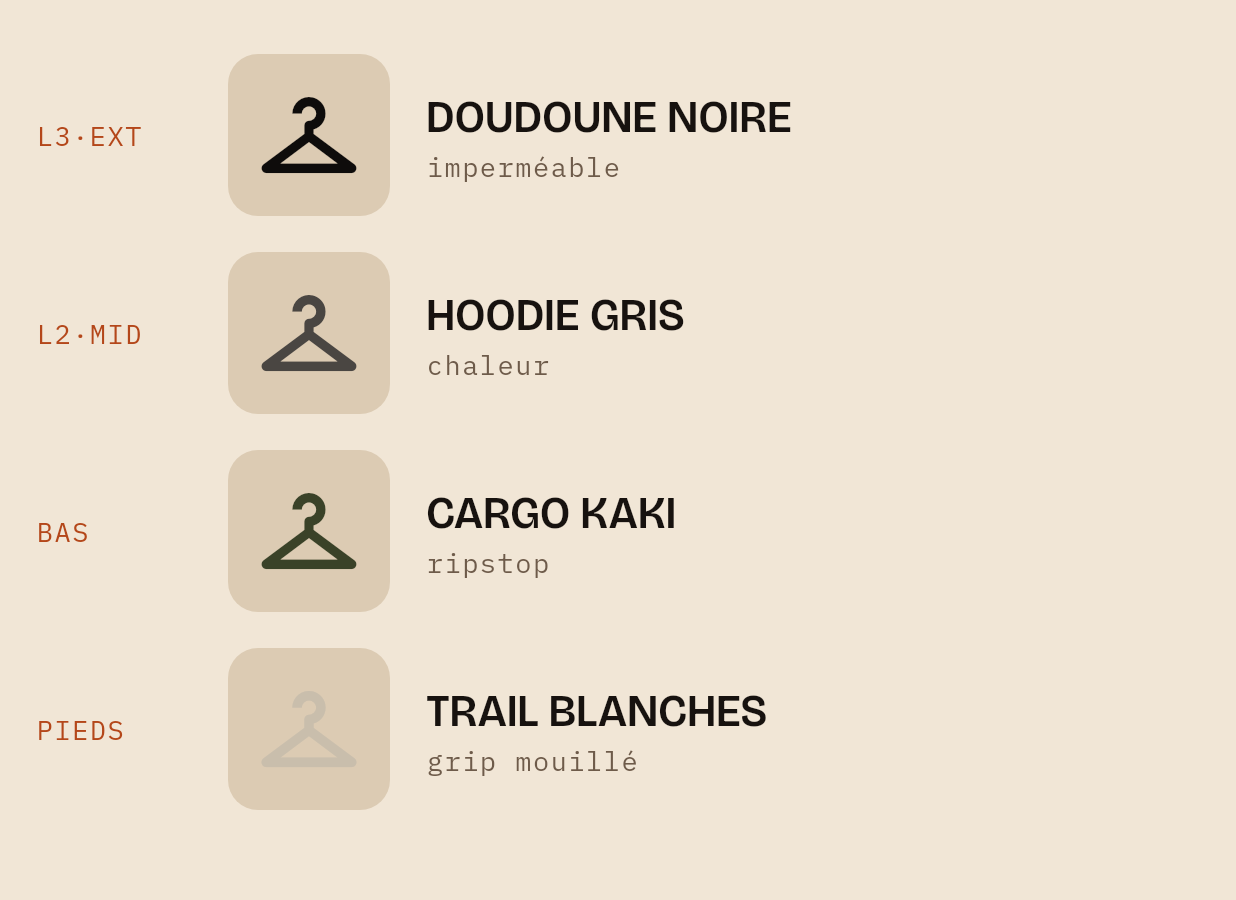 L3·EXT
DOUDOUNE NOIRE
imperméable
L2·MID
HOODIE GRIS
chaleur
BAS
CARGO KAKI
ripstop
PIEDS
TRAIL BLANCHES
grip mouillé